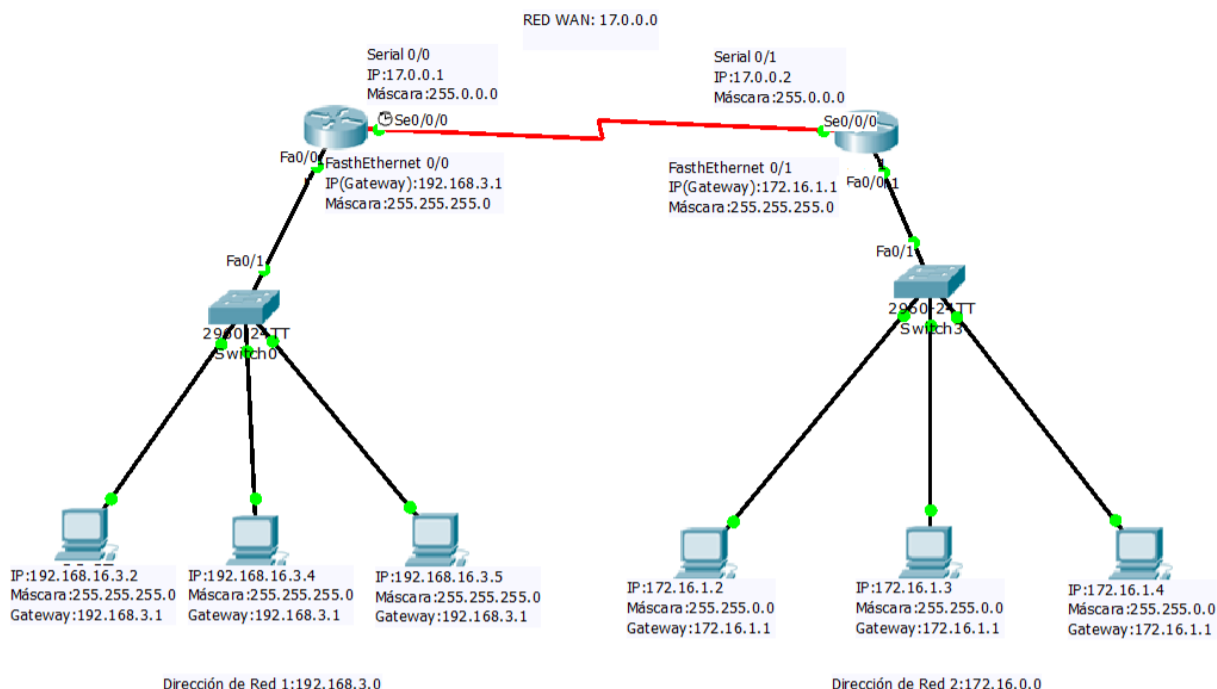 RED WAN: 17.0.0.0
Serial 0/0
IP:17.0.0.1
Máscara:255.0.0.0
Serial 0/1
IP:17.0.0.2
Máscara:255.0.0.0
Se0/0/0
Se0/0/0
Fa0/0
FasthEthernet 0/0
IP(Gateway):192.168.3.1
Máscara:255.255.255.0
FasthEthernet 0/1
IP(Gateway):172.16.1.1
Máscara:255.255.255.0
Fa0/1
Fa0/1
2960-24TT
Switch0
2960-24TT
Switch3
IP:192.168.16.3.2
Máscara:255.255.255.0
Gateway:192.168.3.1
IP:192.168.16.3.4
Máscara:255.255.255.0
Gateway:192.168.3.1
IP:192.168.16.3.5
Máscara:255.255.255.0
Gateway:192.168.3.1
IP:172.16.1.2
Máscara:255.255.0.0
Gateway:172.16.1.1
IP:172.16.1.3
Máscara:255.255.0.0
Gateway:172.16.1.1
IP:172.16.1.4
Máscara:255.255.0.0
Gateway:172.16.1.1
Dirección de Red 1:192.168.3.0
Dirección de Red 2:172.16.0.0